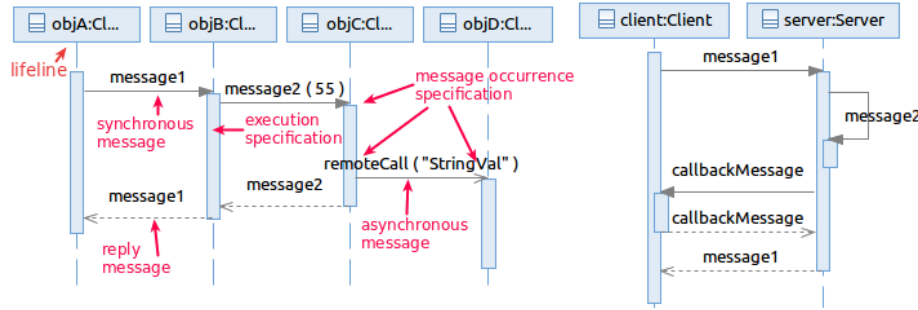 objA:Cl...
objB:Cl...
objC:Cl...
objD:Cl...
lifeline
message1
message2 ( 55 )
message occurrence
specification
synchronous
message
execution
specification
remoteCall ( "StringVal" )
message1
message2
reply
message
asynchronous
message
client:Client
server:Server
message1
message2
callbackMessage
callbackMessage
message1